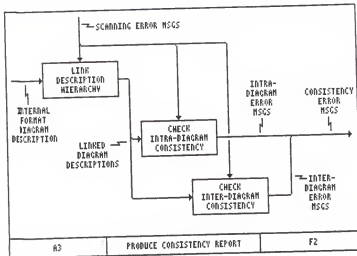 SCANNING ERROR MSGS
LINK
DESCRIPTION
HIERARCHY
INTERNAL
FORMAT
DIAGRAM
DESCRIPTION
LINKED
DIAGRAM
DESCRIPTIONS
CHECK
INTRA-DIAGRAM
CONSISTENCY
INTRA-
DIAGRAM
ERROR
MSGS
CONSISTENCY
ERROR
MSGS
CHECK
INTER-DIAGRAM
CONSISTENCY
INTER-
DIAGRAM
ERROR
MSGS
A3
PRODUCE CONSISTENCY REPORT
F2